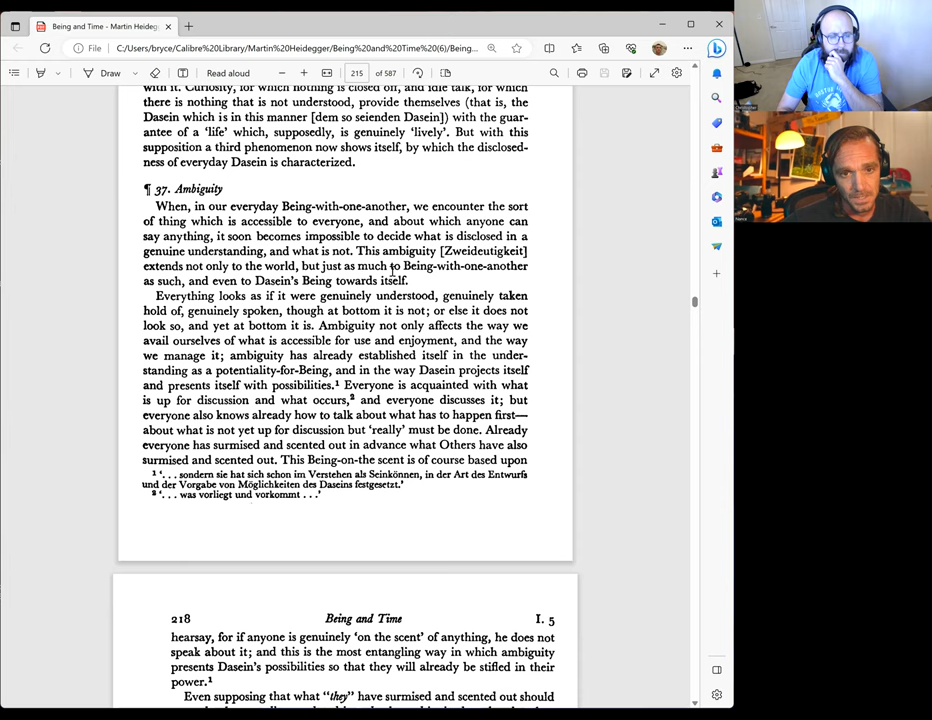 Being and Time - Martin Heideg
File
C:/Users/bryce/Calibre%20Library/Martin%20Heidegger/Being%20and%20Time%20(6)/Being...
Draw
Read aloud
215
of 587
with it. Curiosity, for which nothing is closed off, and idle talk, for which
there is nothing that is not understood, provide themselves (that is, the
Dasein which is in this manner [dem so seienden Dasein]) with the guar-
antee of a 'life' which, supposedly, is genuinely 'lively'. But with this
supposition a third phenomenon now shows itself, by which the disclosed-
ness of everyday Dasein is characterized.
¶ 37. Ambiguity
When, in our everyday Being-with-one-another, we encounter the sort
of thing which is accessible to everyone, and about which anyone can
say anything, it soon becomes impossible to decide what is disclosed in a
genuine understanding, and what is not. This ambiguity [Zweideutigkeit]
extends not only to the world, but just as much to Being-with-one-another
as such, and even to Dasein's Being towards itself.
Everything looks as if it were genuinely understood, genuinely taken
hold of, genuinely spoken, though at bottom it is not; or else it does not
look so, and yet at bottom it is. Ambiguity not only affects the way we
avail ourselves of what is accessible for use and enjoyment, and the way
we manage it; ambiguity has already established itself in the under-
standing as a potentiality-for-Being, and in the way Dasein projects itself
and presents itself with possibilities.¹ Everyone is acquainted with what
is up for discussion and what occurs,² and everyone discusses it; but
everyone also knows already how to talk about what has to happen first—
about what is not yet up for discussion but 'really' must be done. Already
everyone has surmised and scented out in advance what Others have also
surmised and scented out. This Being-on-the scent is of course based upon
¹ '. . . sondern sie hat sich schon im Verstehen als Seinkönnen, in der Art des Entwurfs
und der Vorgabe von Möglichkeiten des Daseins festgesetzt.'
² '. . . was vorliegt und vorkommt . . .'
218
Being and Time
I. 5
hearsay, for if anyone is genuinely 'on the scent' of anything, he does not
speak about it; and this is the most entangling way in which ambiguity
presents Dasein's possibilities so that they will already be stifled in their
power.¹
Even supposing that what "they" have surmised and scented out should